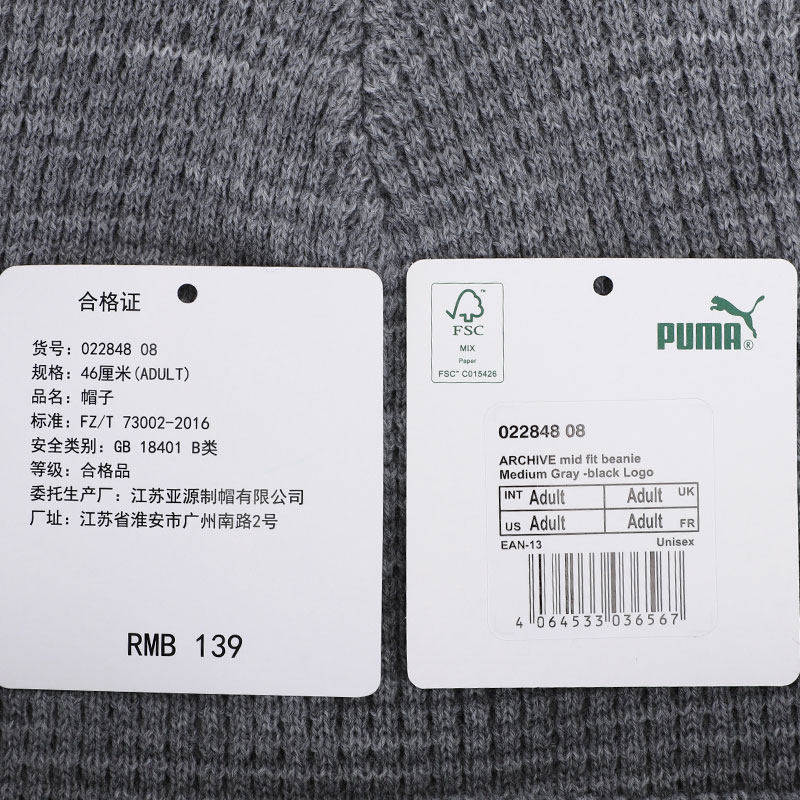 合格证
货号：022848 08
规格：46厘米(ADULT)
品名：帽子
标准：FZ/T 73002-2016
安全类别：GB 18401 B类
等级：合格品
委托生产厂：江苏亚源制帽有限公司
厂址：江苏省淮安市广州南路2号
RMB 139
FSC
MIX
Paper
FSC™ C015426
PUMA®
022848 08
ARCHIVE mid fit beanie
Medium Gray -black Logo
INT Adult Adult UK
US Adult Adult FR
EAN-13 Unisex
4 064533 036567